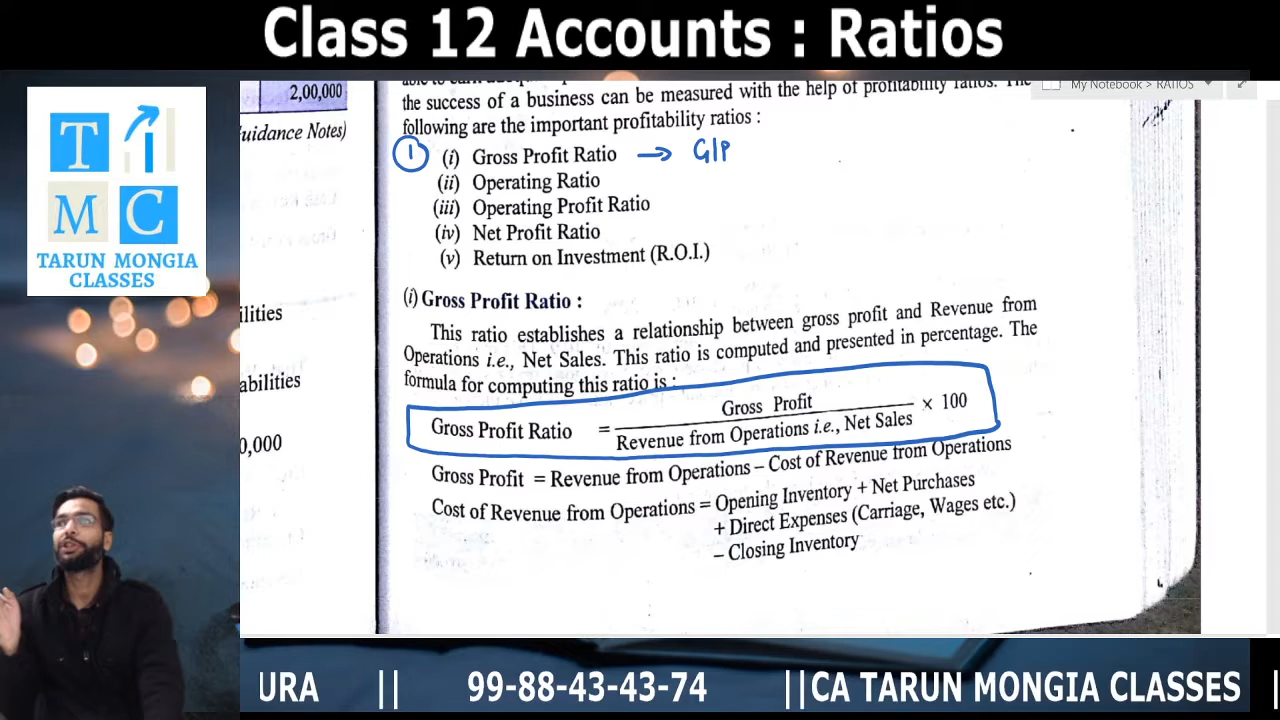 Class 12 Accounts : Ratios
T I
M C
TARUN MONGIA
CLASSES
2,00,000
uidance Notes)
ilities
abilities
0,000
My Notebook > RATIOS
the success of a business can be measured with the help of profitability ratios. The
following are the important profitability ratios :
1 (i) Gross Profit Ratio → G/P
(ii) Operating Ratio
(iii) Operating Profit Ratio
(iv) Net Profit Ratio
(v) Return on Investment (R.O.I.)
(i) Gross Profit Ratio :
This ratio establishes a relationship between gross profit and Revenue from
Operations i.e., Net Sales. This ratio is computed and presented in percentage. The
formula for computing this ratio is :
Gross Profit Ratio = Gross Profit / Revenue from Operations i.e., Net Sales × 100
Gross Profit = Revenue from Operations – Cost of Revenue from Operations
Cost of Revenue from Operations = Opening Inventory + Net Purchases
+ Direct Expenses (Carriage, Wages etc.)
– Closing Inventory
URA || 99-88-43-43-74 ||CA TARUN MONGIA CLASSES ||